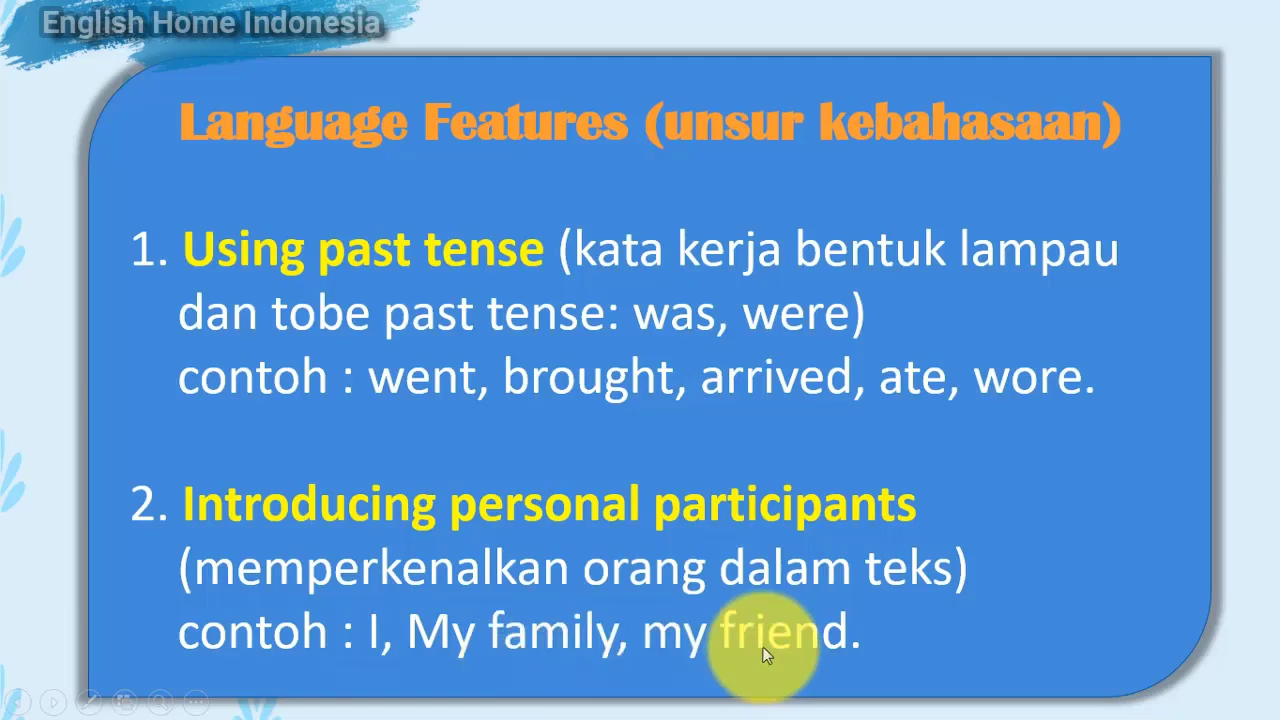 English Home Indonesia
Language Features (unsur kebahasaan)
1. Using past tense (kata kerja bentuk lampau
dan tobe past tense: was, were)
contoh : went, brought, arrived, ate, wore.
2. Introducing personal participants
(memperkenalkan orang dalam teks)
contoh : I, My family, my friend.